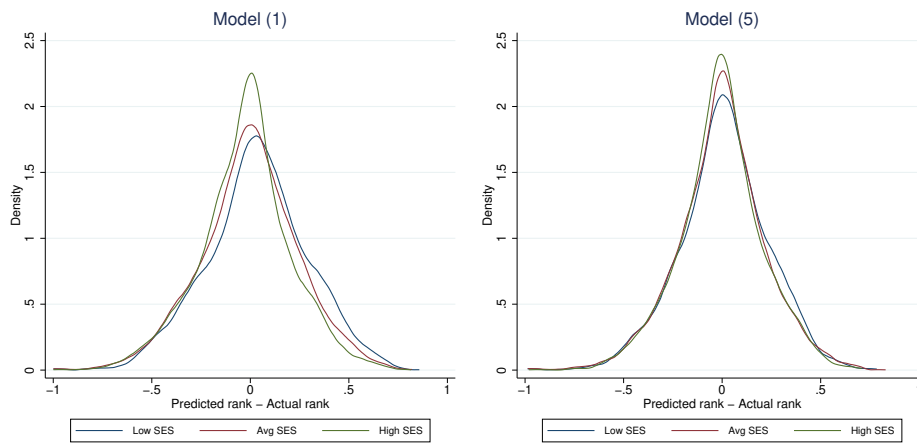 Model (1)
2.5
2
1.5
1
.5
0
Density
-1
-.5
0
.5
1
Predicted rank - Actual rank
Low SES
Avg SES
High SES
Model (5)
2.5
2
1.5
1
.5
0
Density
-1
-.5
0
.5
1
Predicted rank - Actual rank
Low SES
Avg SES
High SES